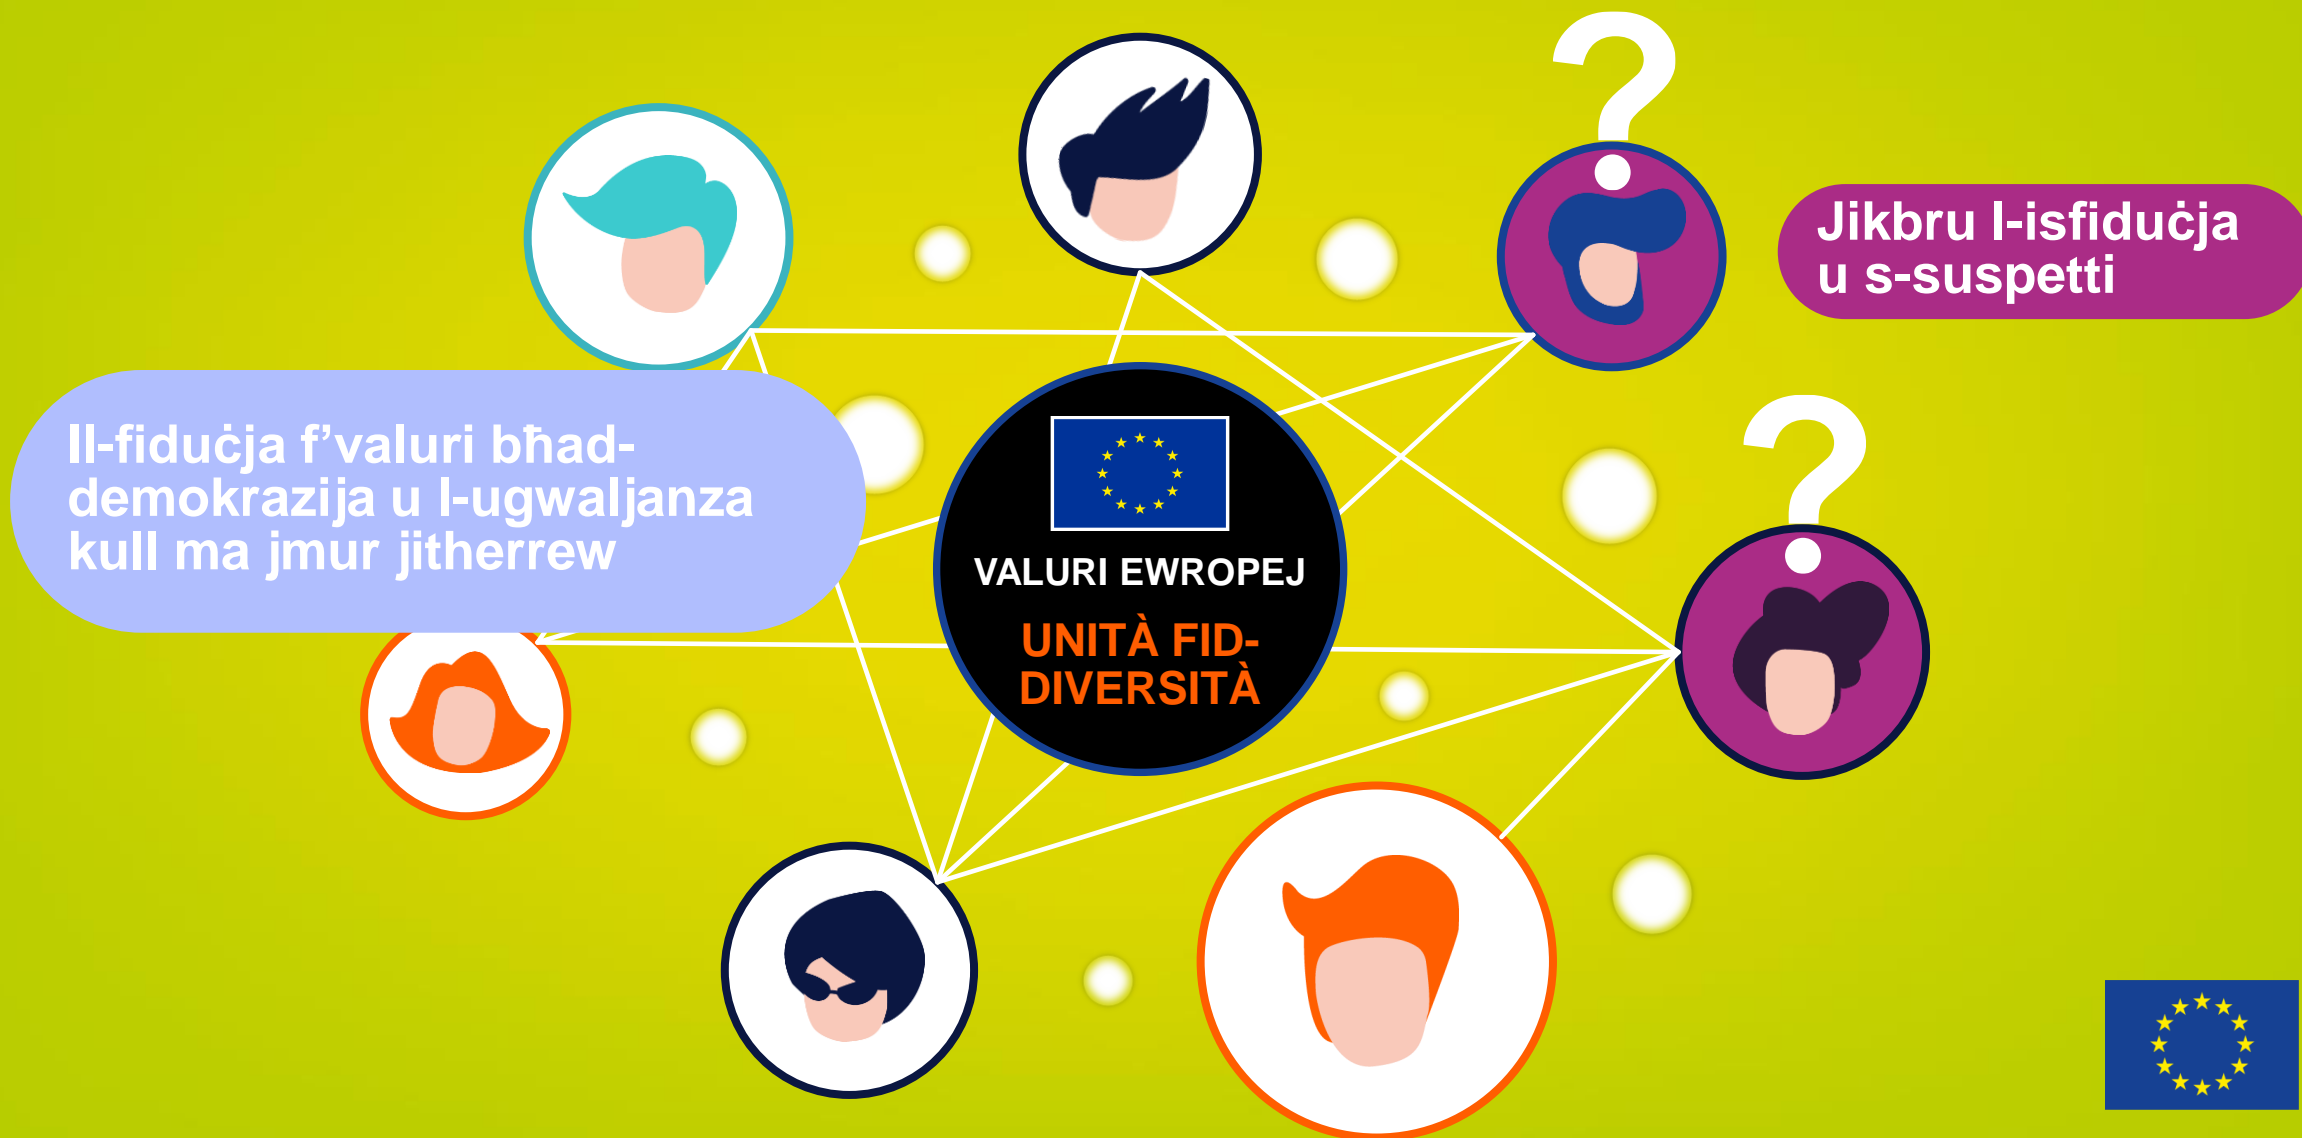 ?
Jikbru l-isfiduċja
u s-suspetti
Il-fiduċja f’valuri bħad-
demokrazija u l-ugwaljanza
kull ma jmur jitherrew
?
VALURI EWROPEJ
UNITÀ FID-
DIVERSITÀ